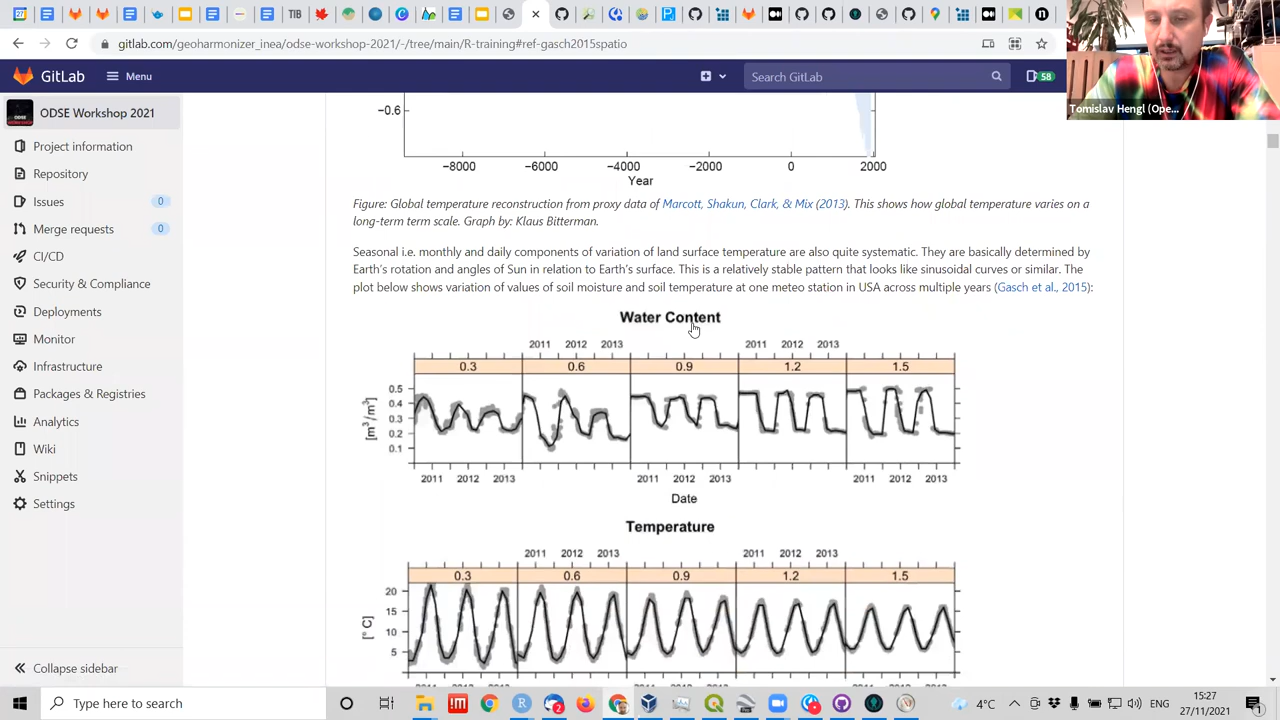 gitlab.com/geoharmonizer_inea/odse-workshop-2021/-/tree/main/R-training#ref-gasch2015spatio
GitLab
Menu
Search GitLab
58
Tomislav Hengl (Ope...
ODSE Workshop 2021
Project information
Repository
Issues
0
Merge requests
0
CI/CD
Security & Compliance
Deployments
Monitor
Infrastructure
Packages & Registries
Analytics
Wiki
Snippets
Settings
Collapse sidebar
−0.6
−8000 −6000 −4000 −2000 0 2000
Year
Figure: Global temperature reconstruction from proxy data of Marcott, Shakun, Clark, & Mix (2013). This shows how global temperature varies on a
long-term term scale. Graph by: Klaus Bitterman.
Seasonal i.e. monthly and daily components of variation of land surface temperature are also quite systematic. They are basically determined by
Earth's rotation and angles of Sun in relation to Earth's surface. This is a relatively stable pattern that looks like sinusoidal curves or similar. The
plot below shows variation of values of soil moisture and soil temperature at one meteo station in USA across multiple years (Gasch et al., 2015):
Water Content
2011 2012 2013 2011 2012 2013
0.3 0.6 0.9 1.2 1.5
0.5
0.4
0.3
0.2
0.1
[m³/m³]
2011 2012 2013 2011 2012 2013 2011 2012 2013
Date
Temperature
2011 2012 2013 2011 2012 2013
0.3 0.6 0.9 1.2 1.5
20
15
10
5
[° C]
Type here to search
4°C
ENG
15:27
27/11/2021